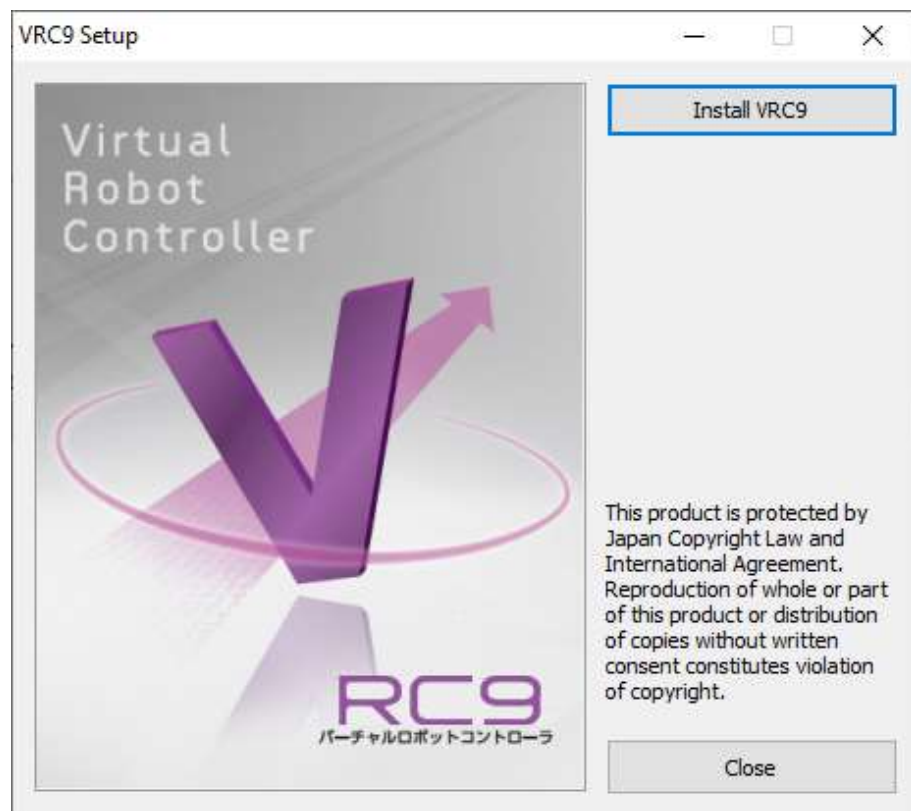 VRC9 Setup
Virtual
Robot
Controller
RC9
バーチャルロボットコントローラ
Install VRC9
This product is protected by
Japan Copyright Law and
International Agreement.
Reproduction of whole or part
of this product or distribution
of copies without written
consent constitutes violation
of copyright.
Close